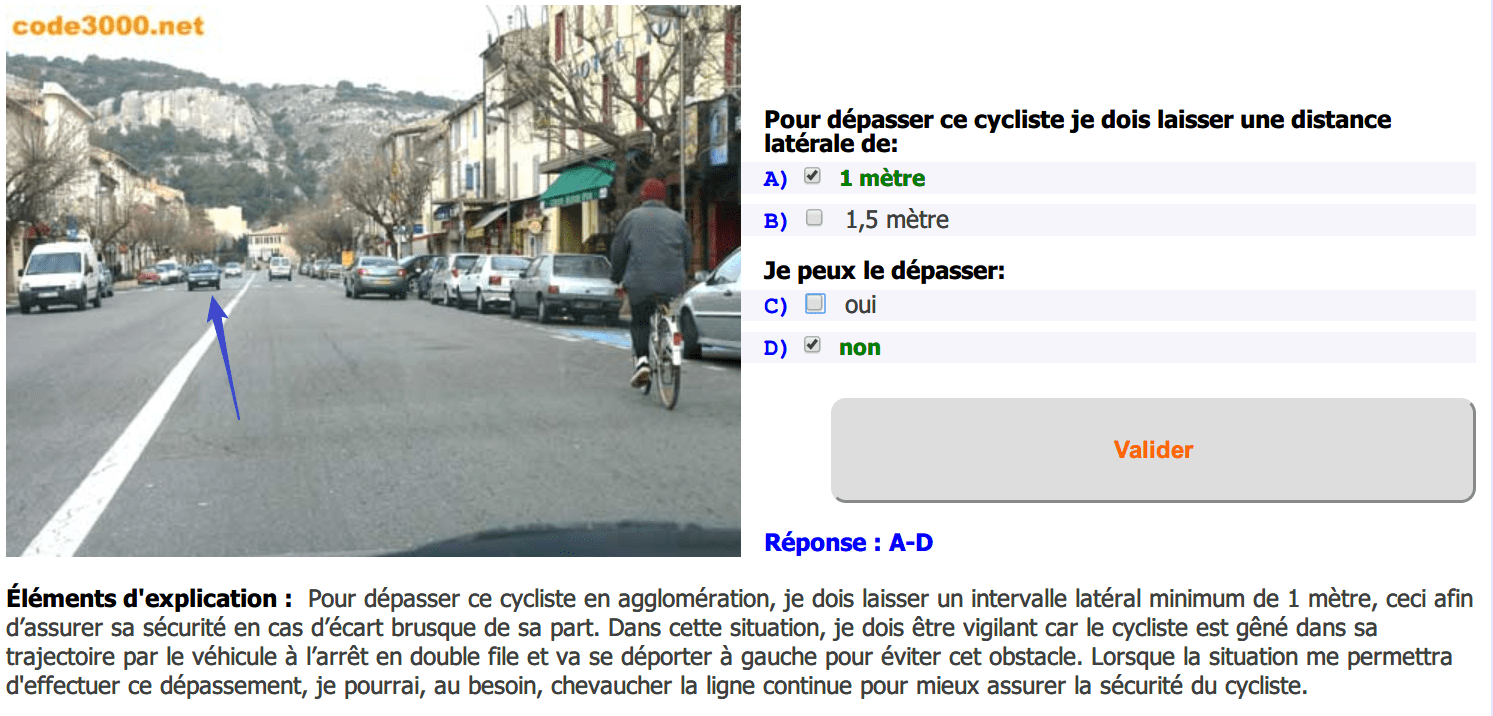 code3000.net
Pour dépasser ce cycliste je dois laisser une distance
latérale de:
A) 1 mètre
B) 1,5 mètre
Je peux le dépasser:
C) oui
D) non
Valider
Réponse : A-D
Éléments d'explication : Pour dépasser ce cycliste en agglomération, je dois laisser un intervalle latéral minimum de 1 mètre, ceci afin
d’assurer sa sécurité en cas d’écart brusque de sa part. Dans cette situation, je dois être vigilant car le cycliste est gêné dans sa
trajectoire par le véhicule à l’arrêt en double file et va se déporter à gauche pour éviter cet obstacle. Lorsque la situation me permettra
d'effectuer ce dépassement, je pourrai, au besoin, chevaucher la ligne continue pour mieux assurer la sécurité du cycliste.